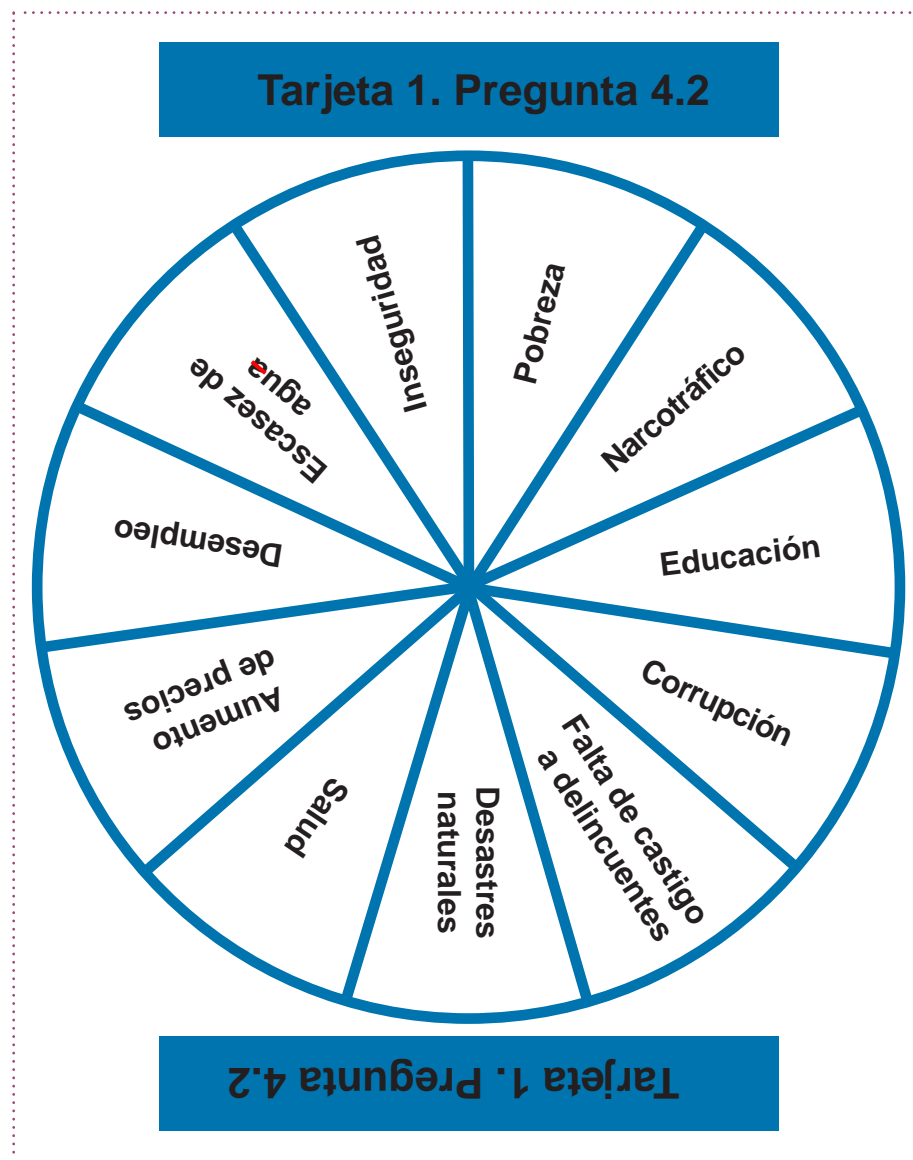 Tarjeta 1. Pregunta 4.2
Pobreza
Narcotráfico
Educación
Corrupción
Falta de castigo
a delincuentes
Desastres
naturales
Salud
Aumento
de precios
Desempleo
Escasez de
agua
Inseguridad
Tarjeta 1. Pregunta 4.2